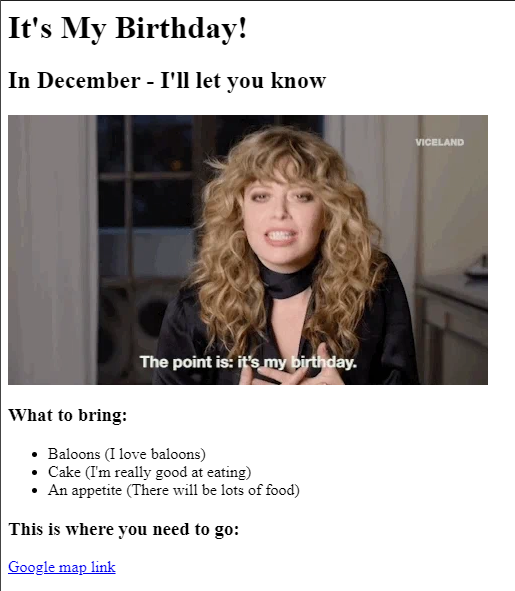 It's My Birthday!
In December - I'll let you know
VICELAND
The point is: it's my birthday.
What to bring:
Baloons (I love baloons)
Cake (I'm really good at eating)
An appetite (There will be lots of food)
This is where you need to go:
Google map link